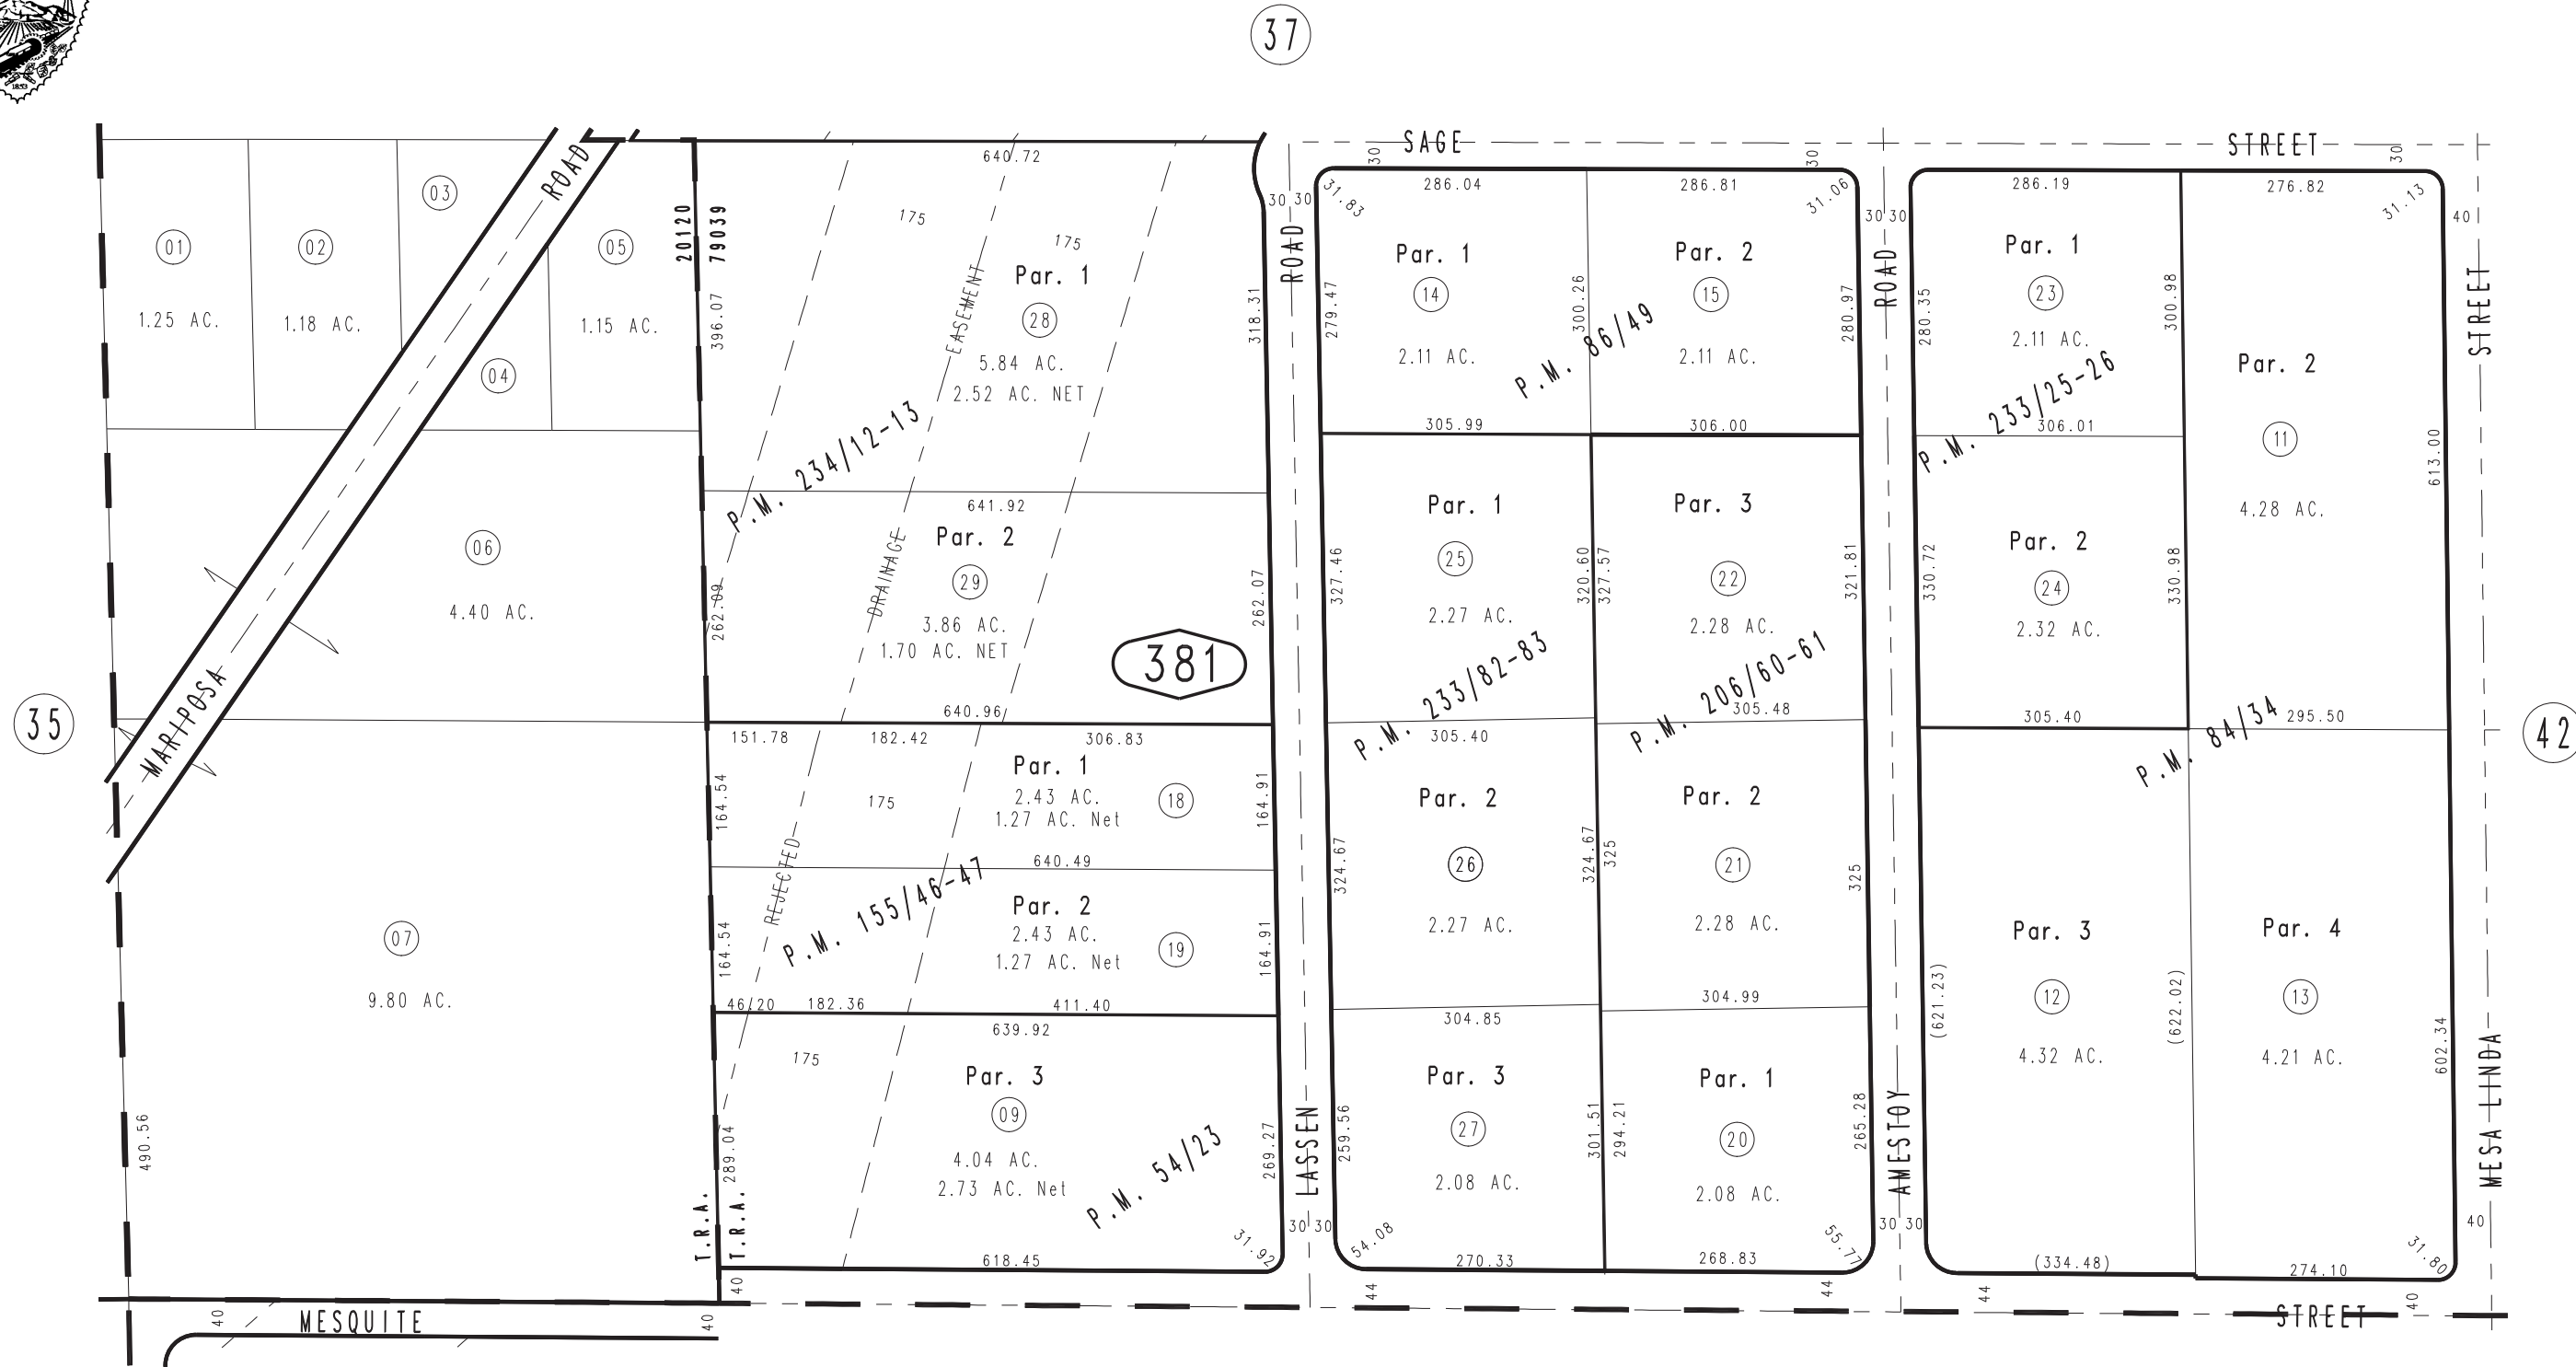 37
SAGE
STREET
30
30
30
640.72
286.04
286.81
286.19
276.82
31.83
31.06
31.13
30 30
30 30
40
ROAD
03
01
02
05
20120
79039
175
175
ROAD
ROAD
STREET
1.25 AC.
1.18 AC.
1.15 AC.
04
396.07
EASEMENT
Par. 1
28
5.84 AC.
2.52 AC. NET
318.31
279.47
Par. 1
14
2.11 AC.
300.26
Par. 2
15
2.11 AC.
280.97
P.M. 86/49
280.35
Par. 1
23
2.11 AC.
300.98
Par. 2
11
4.28 AC.
613.00
P.M. 234/12-13
305.99
306.00
306.01
P.M. 233/25-26
641.92
06
4.40 AC.
262.09
DRAINAGE
Par. 2
29
3.86 AC.
1.70 AC. NET
262.07
381
327.46
Par. 1
25
2.27 AC.
320.60
327.57
Par. 3
22
2.28 AC.
321.81
330.72
Par. 2
24
2.32 AC.
330.98
P.M. 233/82-83
P.M. 206/60-61
P.M. 84/34
35
MARIPOSA
42
640.96
305.40
305.48
305.40
295.50
151.78
182.42
306.83
164.54
175
Par. 1
2.43 AC.
1.27 AC. Net
18
164.91
640.49
REJECTED
P.M. 155/46-47
164.54
Par. 2
2.43 AC.
1.27 AC. Net
19
164.91
324.67
Par. 2
26
2.27 AC.
324.67
325
Par. 2
21
2.28 AC.
325
07
9.80 AC.
46.20
182.36
411.40
639.92
304.85
304.99
(621.23)
Par. 3
12
4.32 AC.
(622.02)
Par. 4
13
4.21 AC.
602.34
490.56
175
289.04
Par. 3
09
4.04 AC.
2.73 AC. Net
P.M. 54/23
269.27
LASSEN
259.56
Par. 3
27
2.08 AC.
301.51
294.21
Par. 1
20
2.08 AC.
265.28
AMESTOY
MESA LINDA
T.R.A.
T.R.A.
618.45
31.92
30 30
54.08
270.33
268.83
55.77
30 30
(334.48)
274.10
31.80
40
40
40
40
44
44
44
40
MESQUITE
STREET
1853